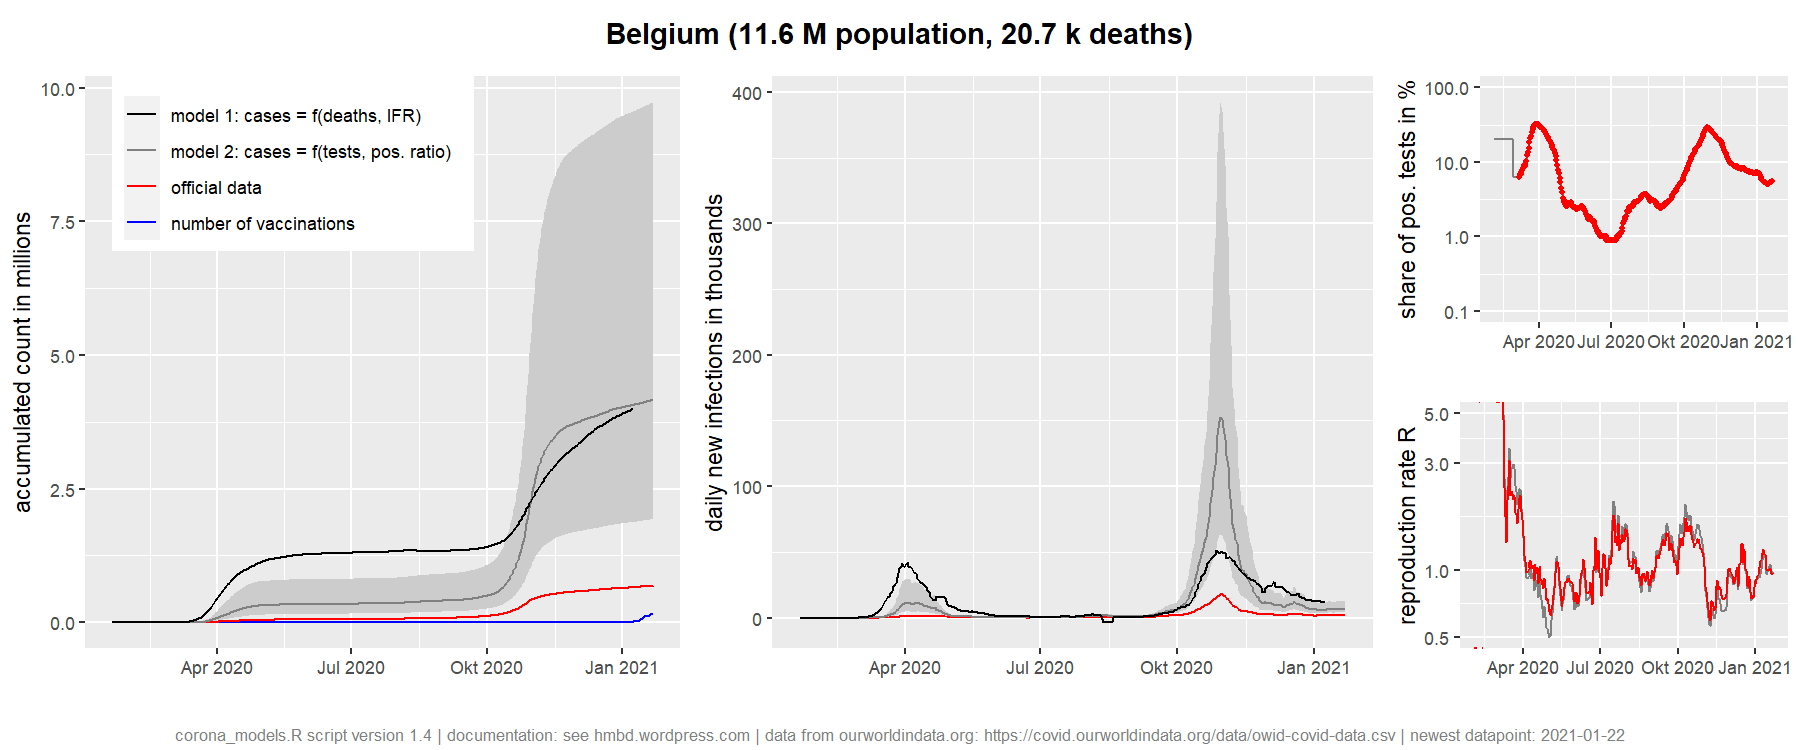 Belgium (11.6 M population, 20.7 k deaths)
accumulated count in millions
10.0
7.5
5.0
2.5
0.0
model 1: cases = f(deaths, IFR)
model 2: cases = f(tests, pos. ratio)
official data
number of vaccinations
Apr 2020 Jul 2020 Okt 2020 Jan 2021
daily new infections in thousands
400
300
200
100
0
Apr 2020 Jul 2020 Okt 2020 Jan 2021
share of pos. tests in %
100.0
10.0
1.0
0.1
Apr 2020 Jul 2020 Okt 2020 Jan 2021
reproduction rate R
5.0
3.0
1.0
0.5
Apr 2020 Jul 2020 Okt 2020 Jan 2021
corona_models.R script version 1.4 | documentation: see hmbd.wordpress.com | data from ourworldindata.org: https://covid.ourworldindata.org/data/owid-covid-data.csv | newest datapoint: 2021-01-22